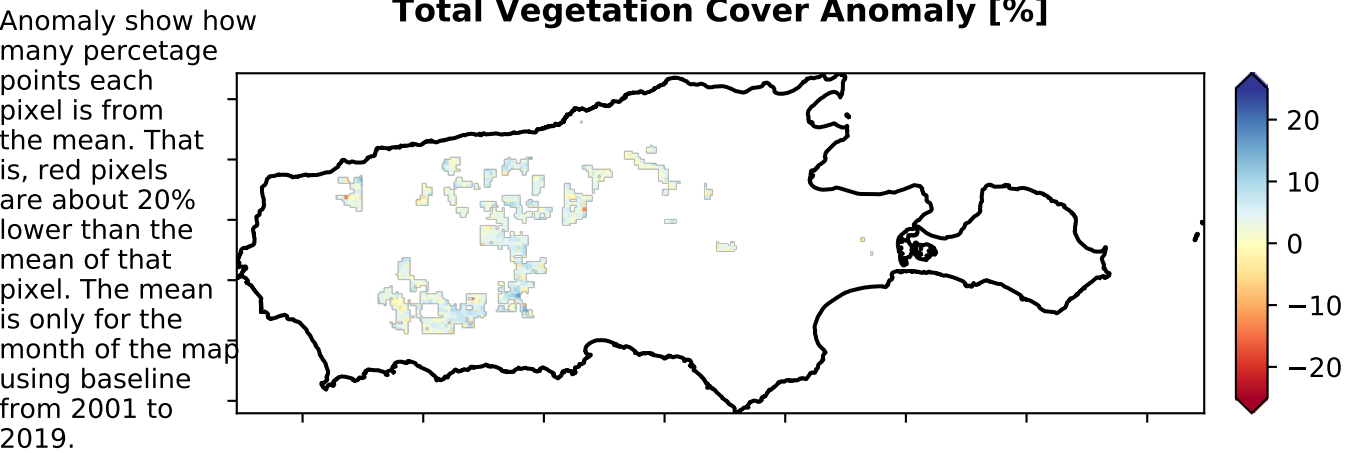 Total Vegetation Cover Anomaly [%]
Anomaly show how
many percetage
points each
pixel is from
the mean. That
is, red pixels
are about 20%
lower than the
mean of that
pixel. The mean
is only for the
month of the map
using baseline
from 2001 to
2019.
20
10
0
−10
−20